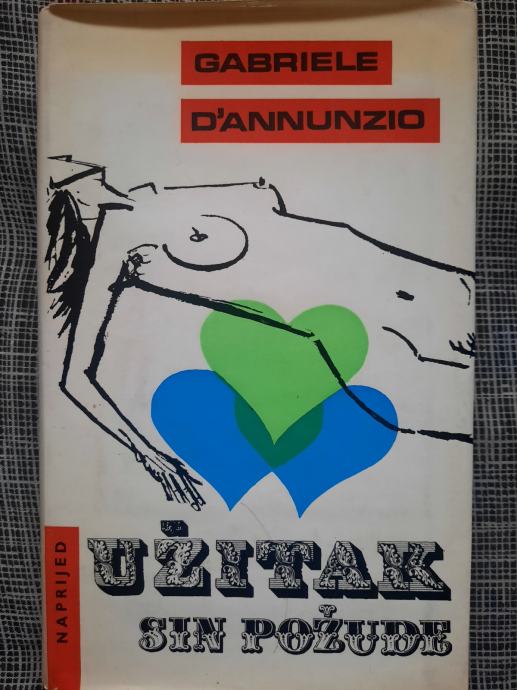 GABRIELE
D'ANNUNZIO
NAPRIJED
UŽITAK
SIN POŽUDE